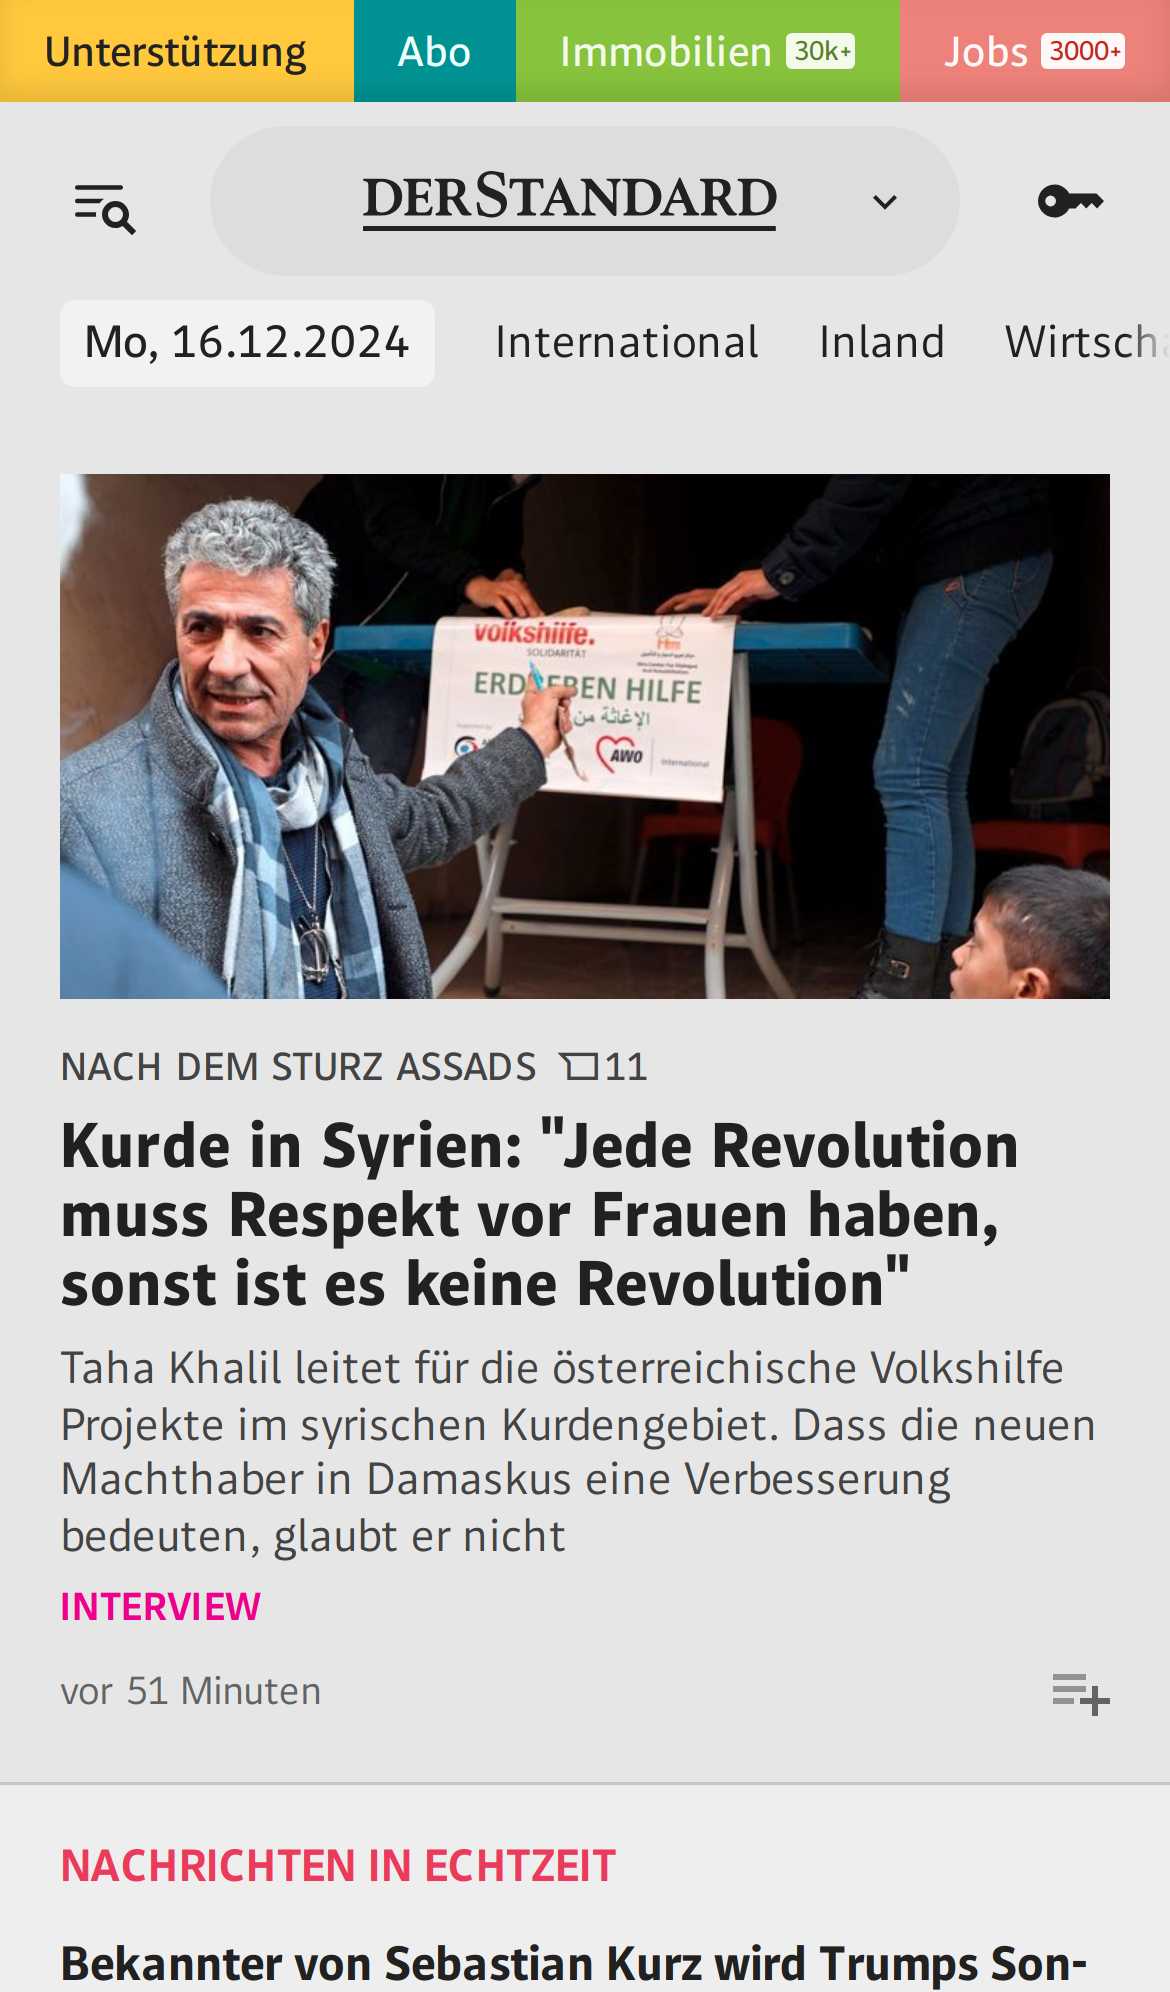 Unterstützung Abo Immobilien 30k+ Jobs 3000+
DERSTANDARD
Mo, 16.12.2024 International Inland Wirtsch
volkshilfe.
SOLIDARITÄT
HILFE
الإغاثة من
AWO
International
NACH DEM STURZ ASSADS 11
Kurde in Syrien: "Jede Revolution
muss Respekt vor Frauen haben,
sonst ist es keine Revolution"
Taha Khalil leitet für die österreichische Volkshilfe
Projekte im syrischen Kurdengebiet. Dass die neuen
Machthaber in Damaskus eine Verbesserung
bedeuten, glaubt er nicht
INTERVIEW
vor 51 Minuten
NACHRICHTEN IN ECHTZEIT
Bekannter von Sebastian Kurz wird Trumps Son-